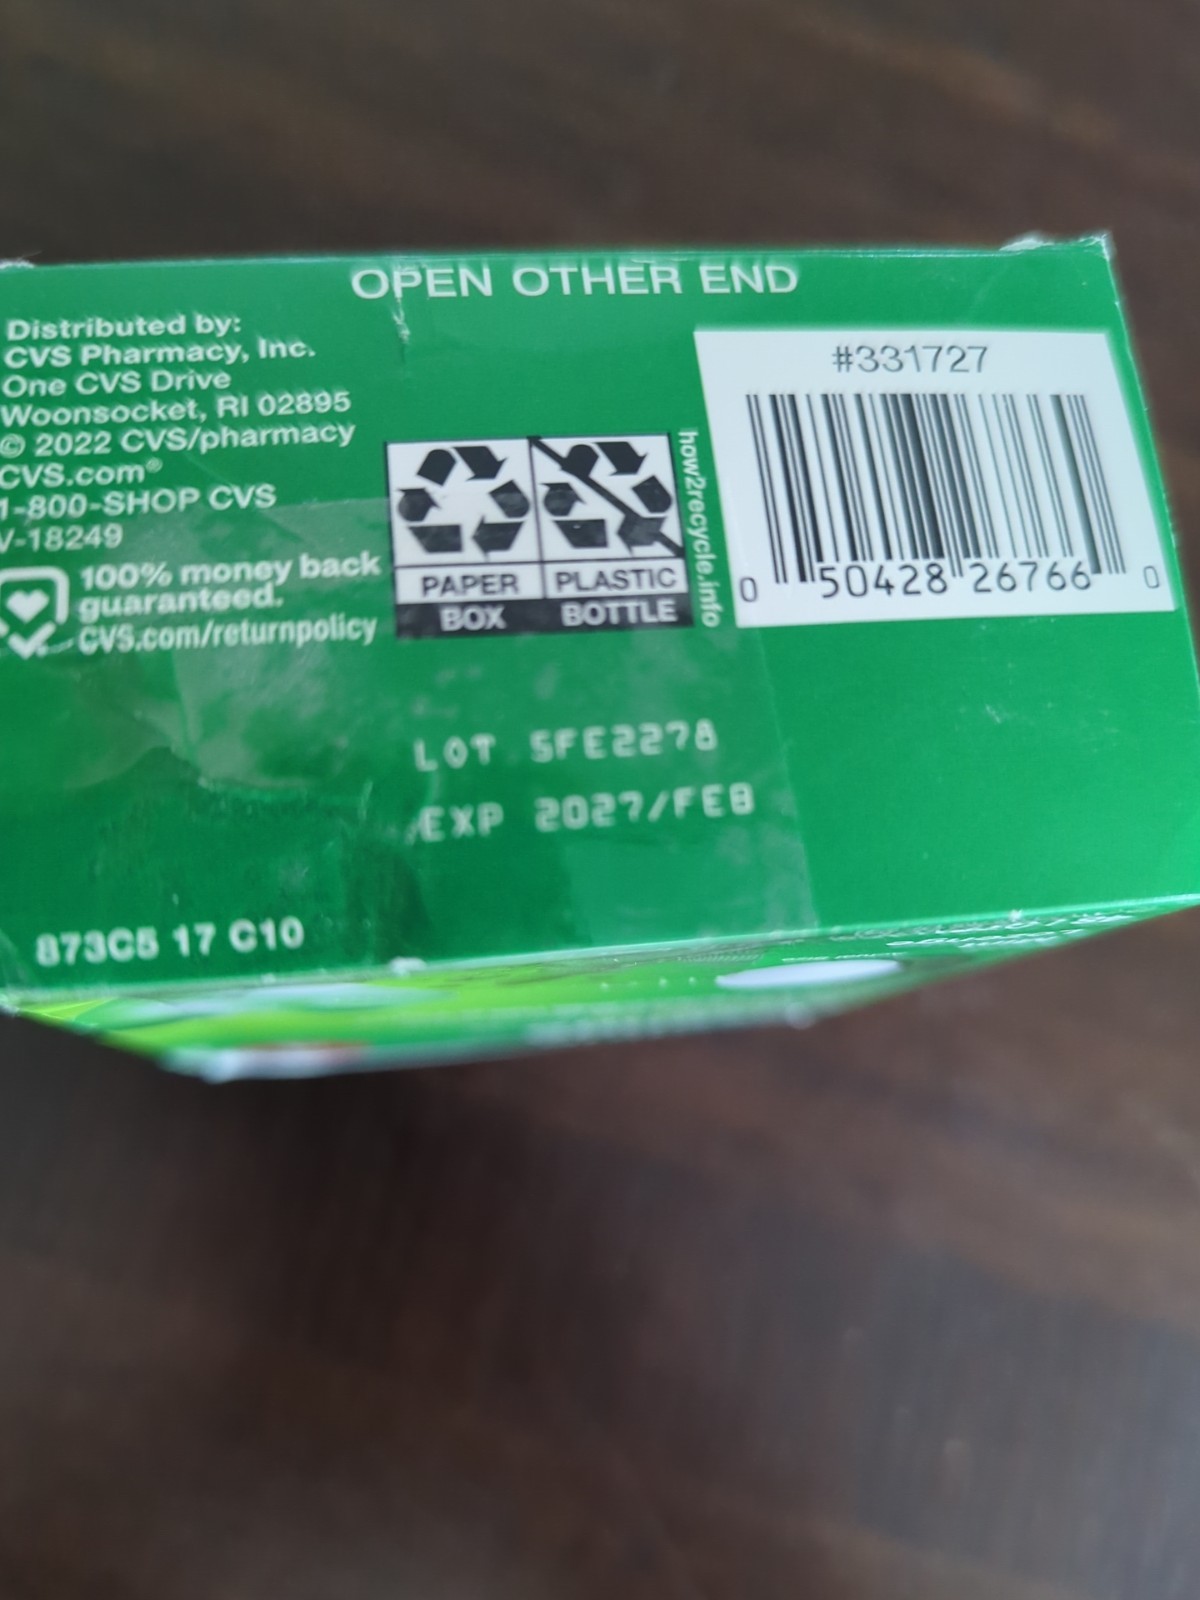 OPEN OTHER END
Distributed by:
CVS Pharmacy, Inc.
One CVS Drive
Woonsocket, RI 02895
© 2022 CVS/pharmacy
CVS.com®
1-800-SHOP CVS
V-18249
100% money back
guaranteed.
CVS.com/returnpolicy
PAPER
BOX
PLASTIC
BOTTLE
how2recycle.info
#331727
0 50428 26766 0
LOT 5FE2278
EXP 2027/FEB
873C5 17 C10